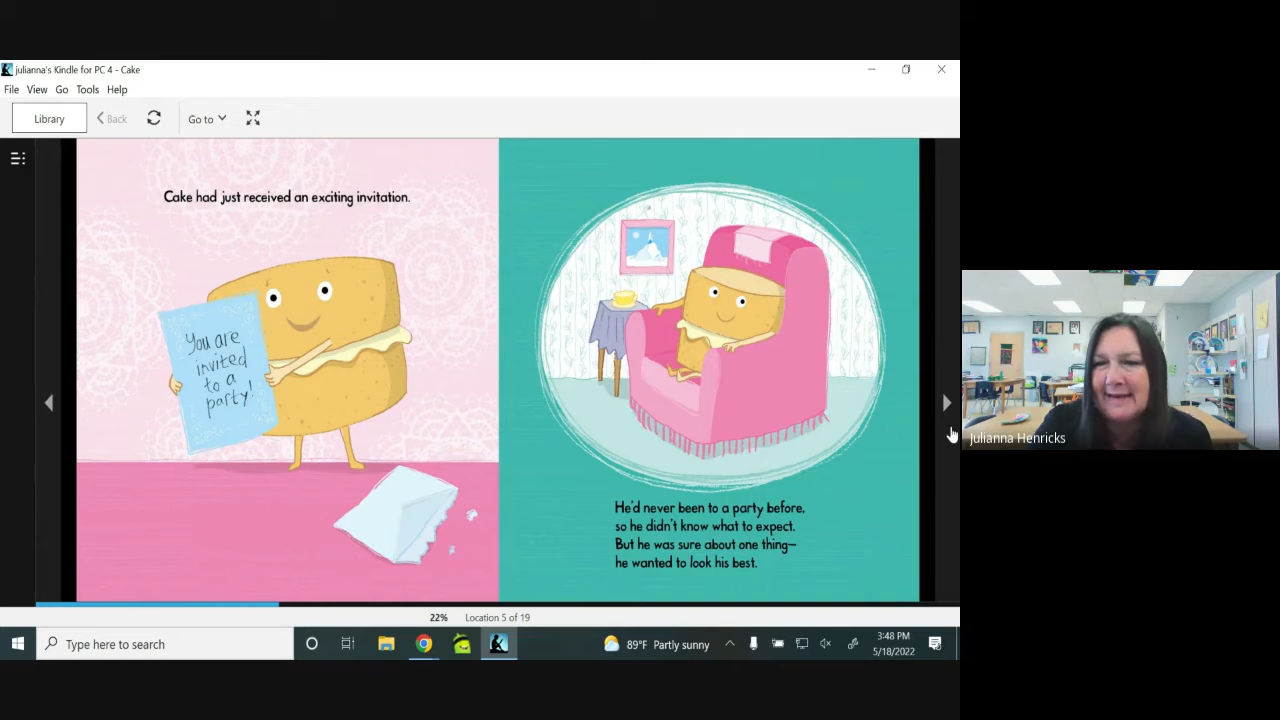 julianna's Kindle for PC 4 - Cake
File View Go Tools Help
Library Back Go to
Cake had just received an exciting invitation.
You are
invited
to a
party!
He'd never been to a party before,
so he didn't know what to expect.
But he was sure about one thing—
he wanted to look his best.
22% Location 5 of 19
Type here to search
89°F Partly sunny
3:48 PM
5/18/2022
Julianna Henricks